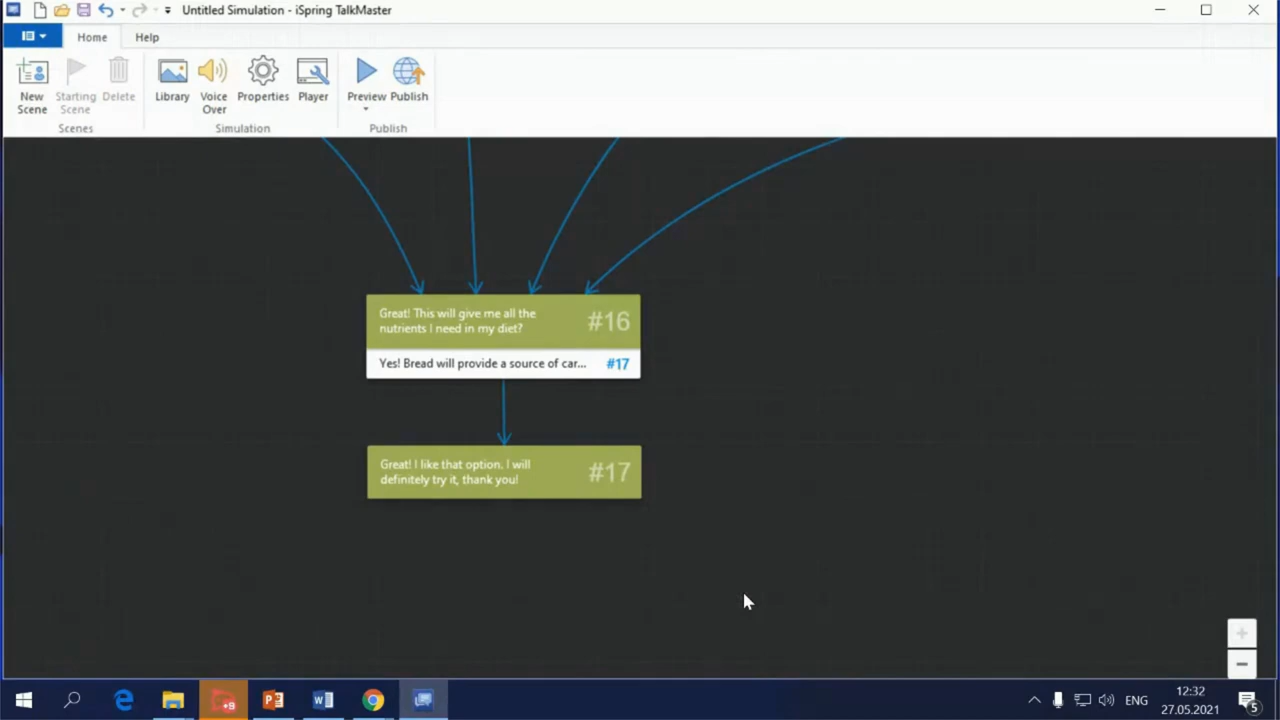 Untitled Simulation - iSpring TalkMaster
Home Help
New Scene
Starting Scene
Delete
Scenes
Library
Voice Over
Properties
Player
Simulation
Preview
Publish
Publish
Great! This will give me all the
nutrients I need in my diet?
#16
Yes! Bread will provide a source of car... #17
Great! I like that option. I will
definitely try it, thank you!
#17
+9
ENG
12:32
27.05.2021
5